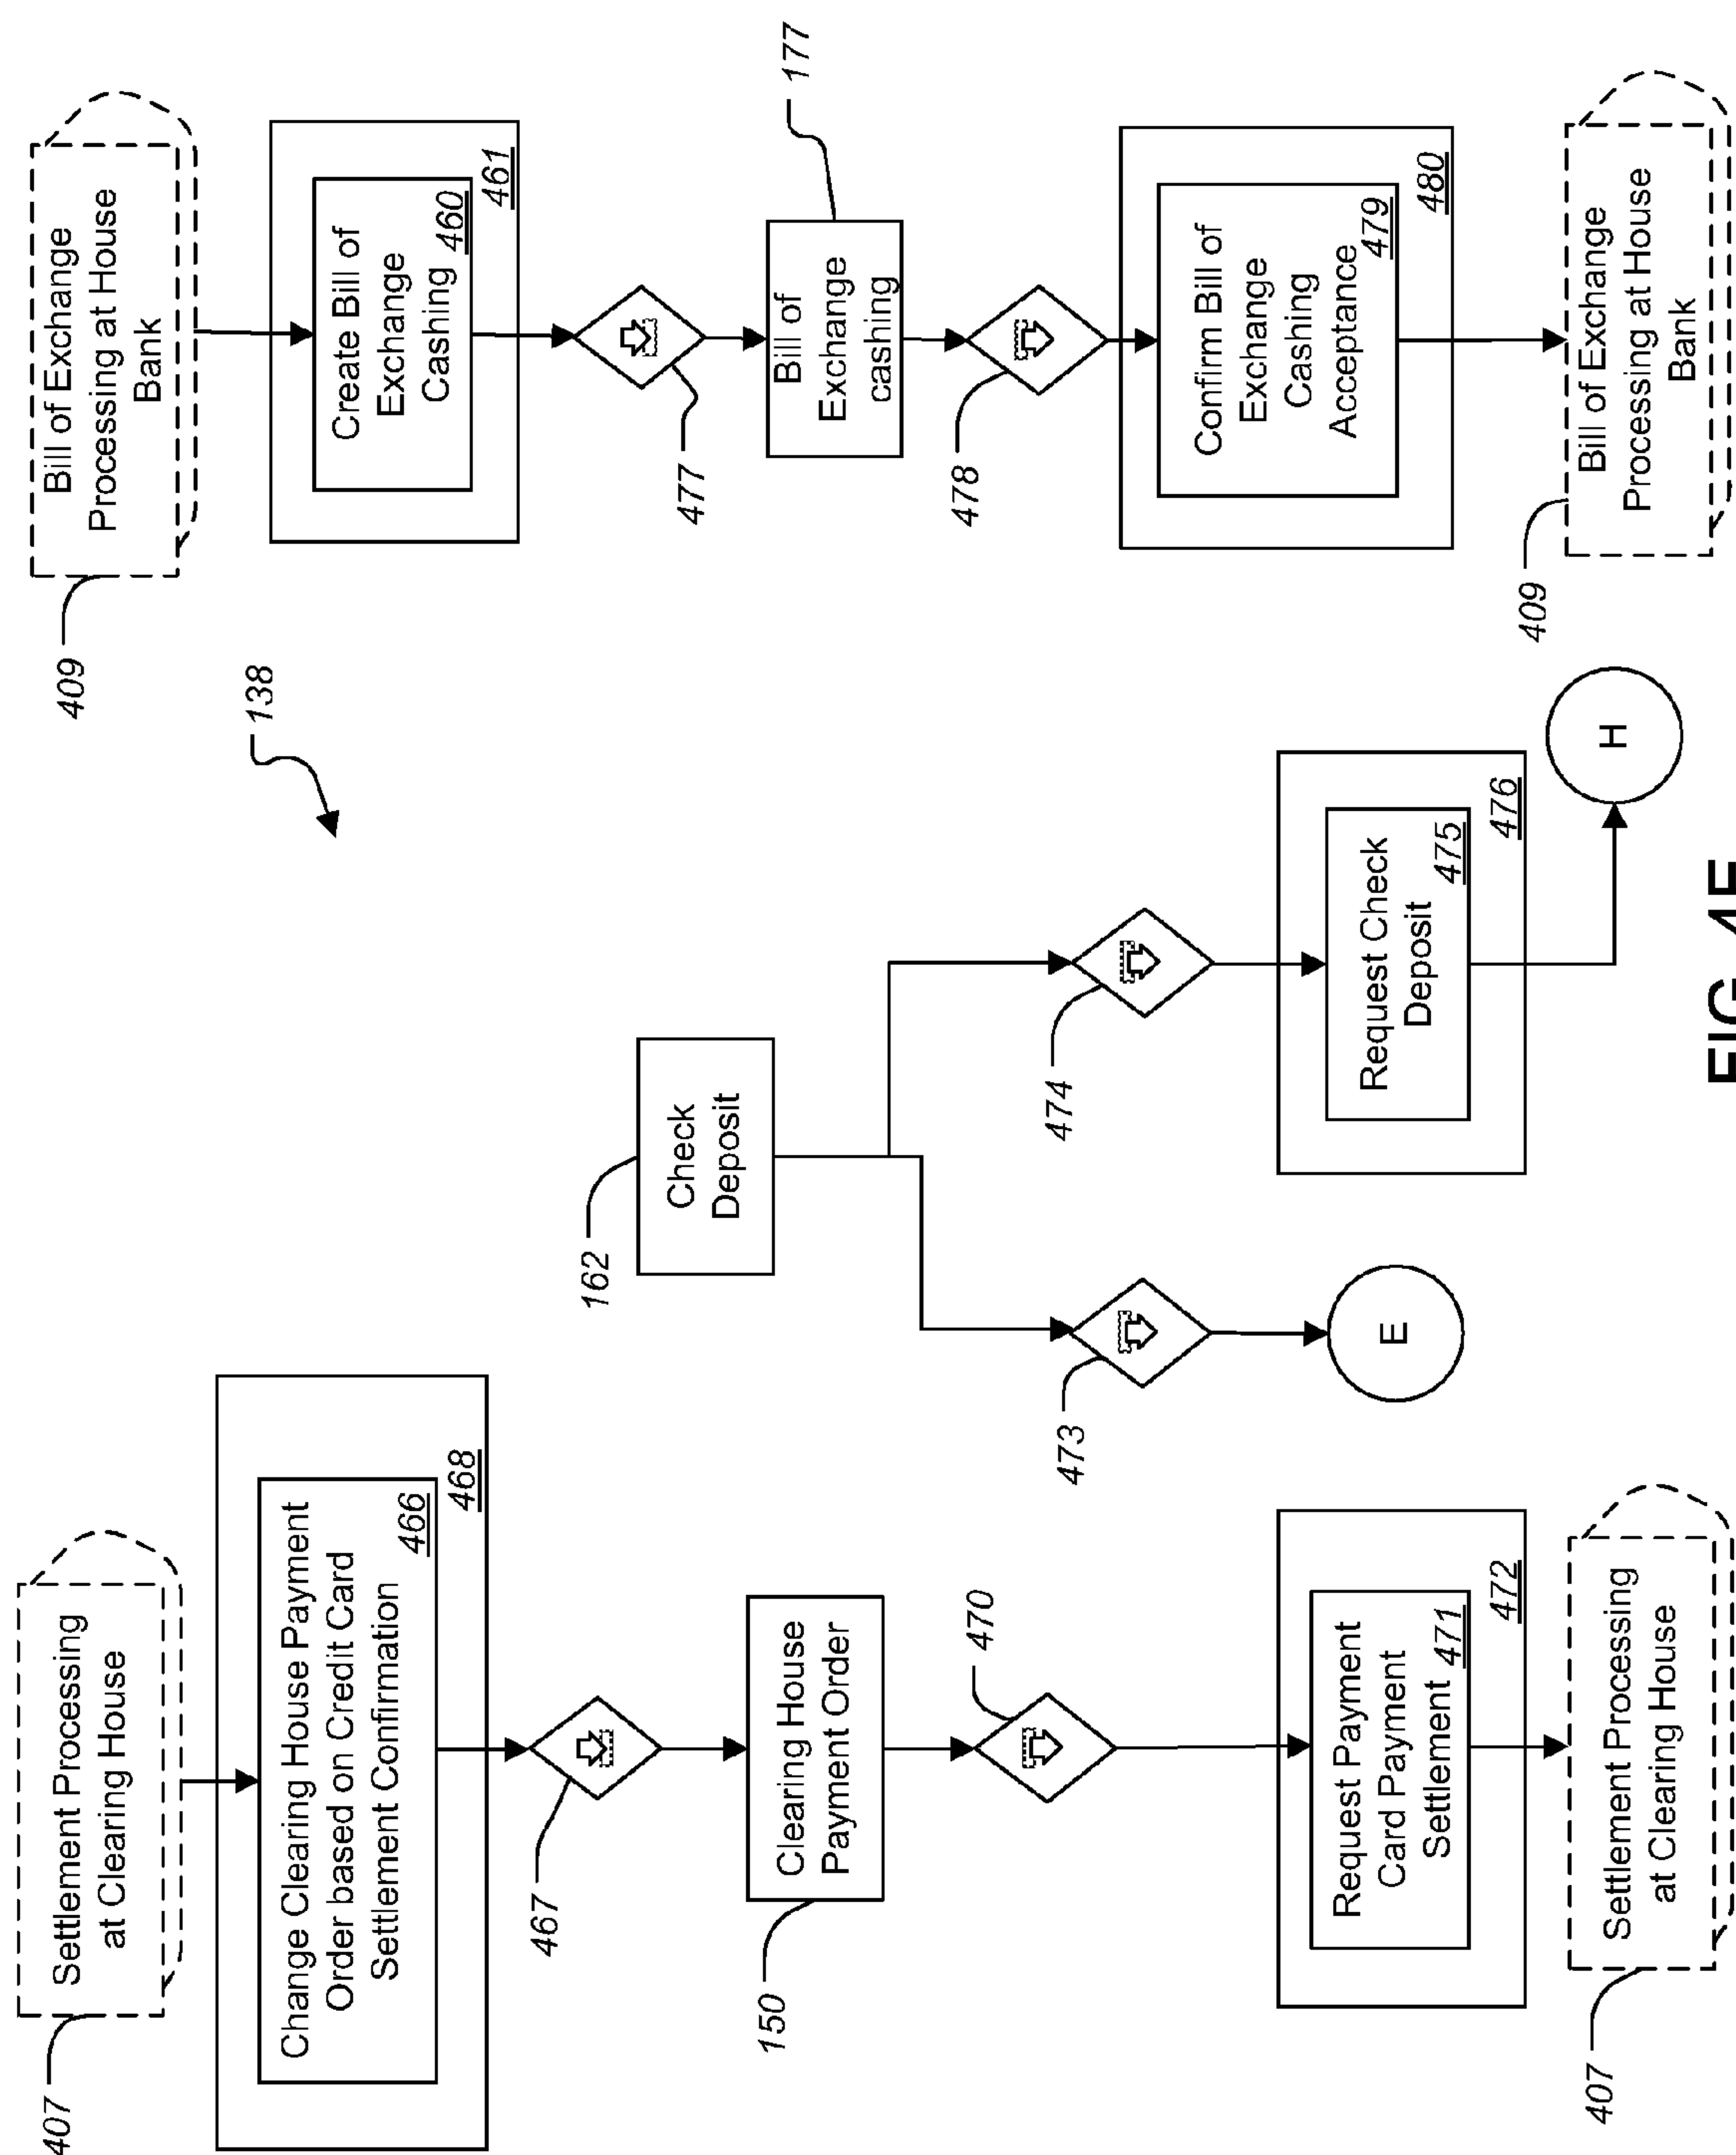 407
Settlement Processing
at Clearing House
Change Clearing House Payment
Order based on Credit Card
Settlement Confirmation
466
468
467
150
Clearing House
Payment Order
470
Request Payment
Card Payment
Settlement
471
472
407
Settlement Processing
at Clearing House
138
162
Check
Deposit
473
E
474
Request Check
Deposit
475
476
H
409
Bill of Exchange
Processing at House
Bank
Create Bill of
Exchange
Cashing
460
461
477
Bill of
Exchange
cashing
177
478
Confirm Bill of
Exchange
Cashing
Acceptance
479
480
409
Bill of Exchange
Processing at House
Bank